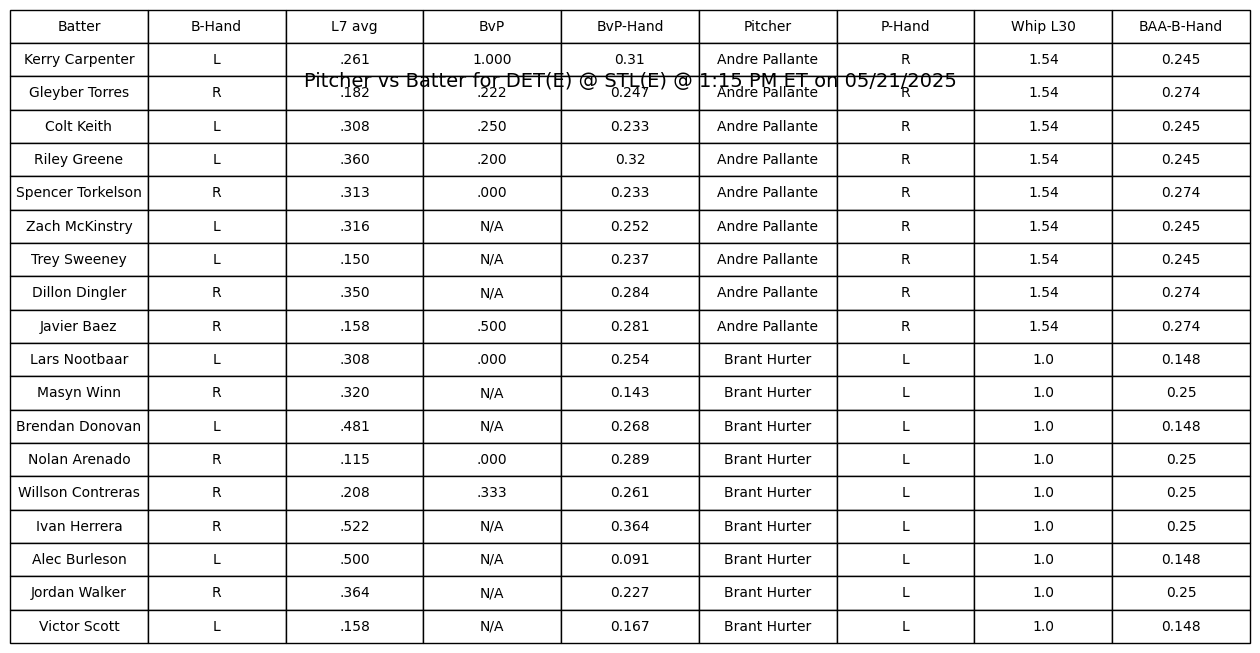 Batter B-Hand L7 avg BvP BvP-Hand Pitcher P-Hand Whip L30 BAA-B-Hand
Kerry Carpenter L .261 1.000 0.31 Andre Pallante R 1.54 0.245
Pitcher vs Batter for DET(E) @ STL(E) @ 1:15 PM ET on 05/21/2025
Gleyber Torres R .182 .222 0.247 Andre Pallante R 1.54 0.274
Colt Keith L .308 .250 0.233 Andre Pallante R 1.54 0.245
Riley Greene L .360 .200 0.32 Andre Pallante R 1.54 0.245
Spencer Torkelson R .313 .000 0.233 Andre Pallante R 1.54 0.274
Zach McKinstry L .316 N/A 0.252 Andre Pallante R 1.54 0.245
Trey Sweeney L .150 N/A 0.237 Andre Pallante R 1.54 0.245
Dillon Dingler R .350 N/A 0.284 Andre Pallante R 1.54 0.274
Javier Baez R .158 .500 0.281 Andre Pallante R 1.54 0.274
Lars Nootbaar L .308 .000 0.254 Brant Hurter L 1.0 0.148
Masyn Winn R .320 N/A 0.143 Brant Hurter L 1.0 0.25
Brendan Donovan L .481 N/A 0.268 Brant Hurter L 1.0 0.148
Nolan Arenado R .115 .000 0.289 Brant Hurter L 1.0 0.25
Willson Contreras R .208 .333 0.261 Brant Hurter L 1.0 0.25
Ivan Herrera R .522 N/A 0.364 Brant Hurter L 1.0 0.25
Alec Burleson L .500 N/A 0.091 Brant Hurter L 1.0 0.148
Jordan Walker R .364 N/A 0.227 Brant Hurter L 1.0 0.25
Victor Scott L .158 N/A 0.167 Brant Hurter L 1.0 0.148